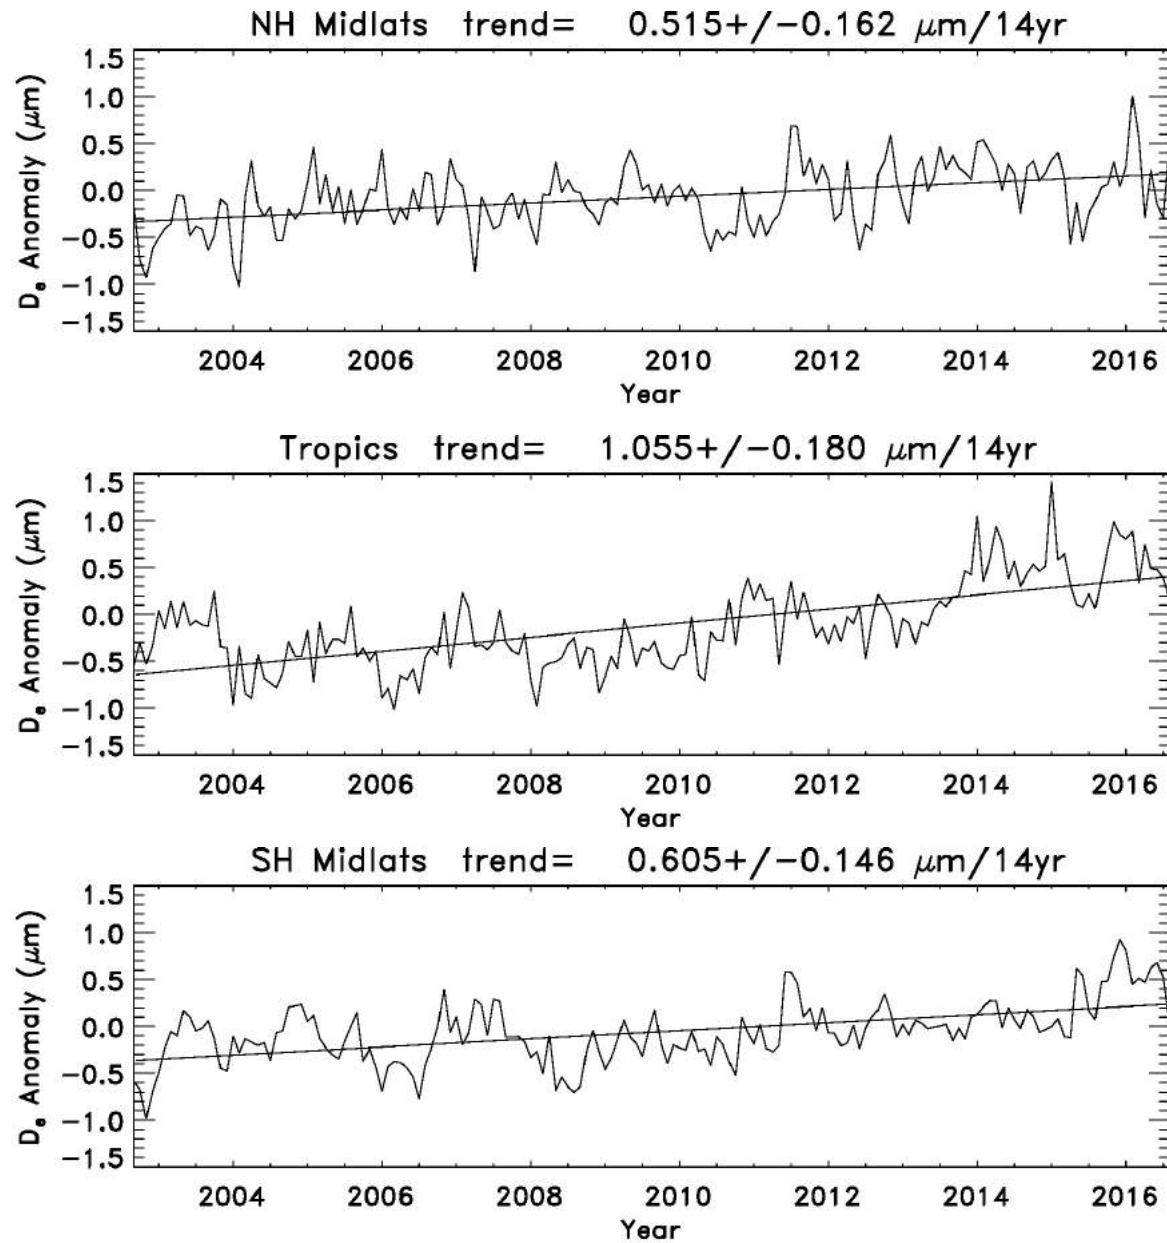 NH Midlats trend= 0.515+/-0.162 μm/14yr
1.5
1.0
0.5
0.0
-0.5
-1.0
-1.5
Dₑ Anomaly (μm)
2004 2006 2008 2010 2012 2014 2016
Year
Tropics trend= 1.055+/-0.180 μm/14yr
1.5
1.0
0.5
0.0
-0.5
-1.0
-1.5
Dₑ Anomaly (μm)
2004 2006 2008 2010 2012 2014 2016
Year
SH Midlats trend= 0.605+/-0.146 μm/14yr
1.5
1.0
0.5
0.0
-0.5
-1.0
-1.5
Dₑ Anomaly (μm)
2004 2006 2008 2010 2012 2014 2016
Year